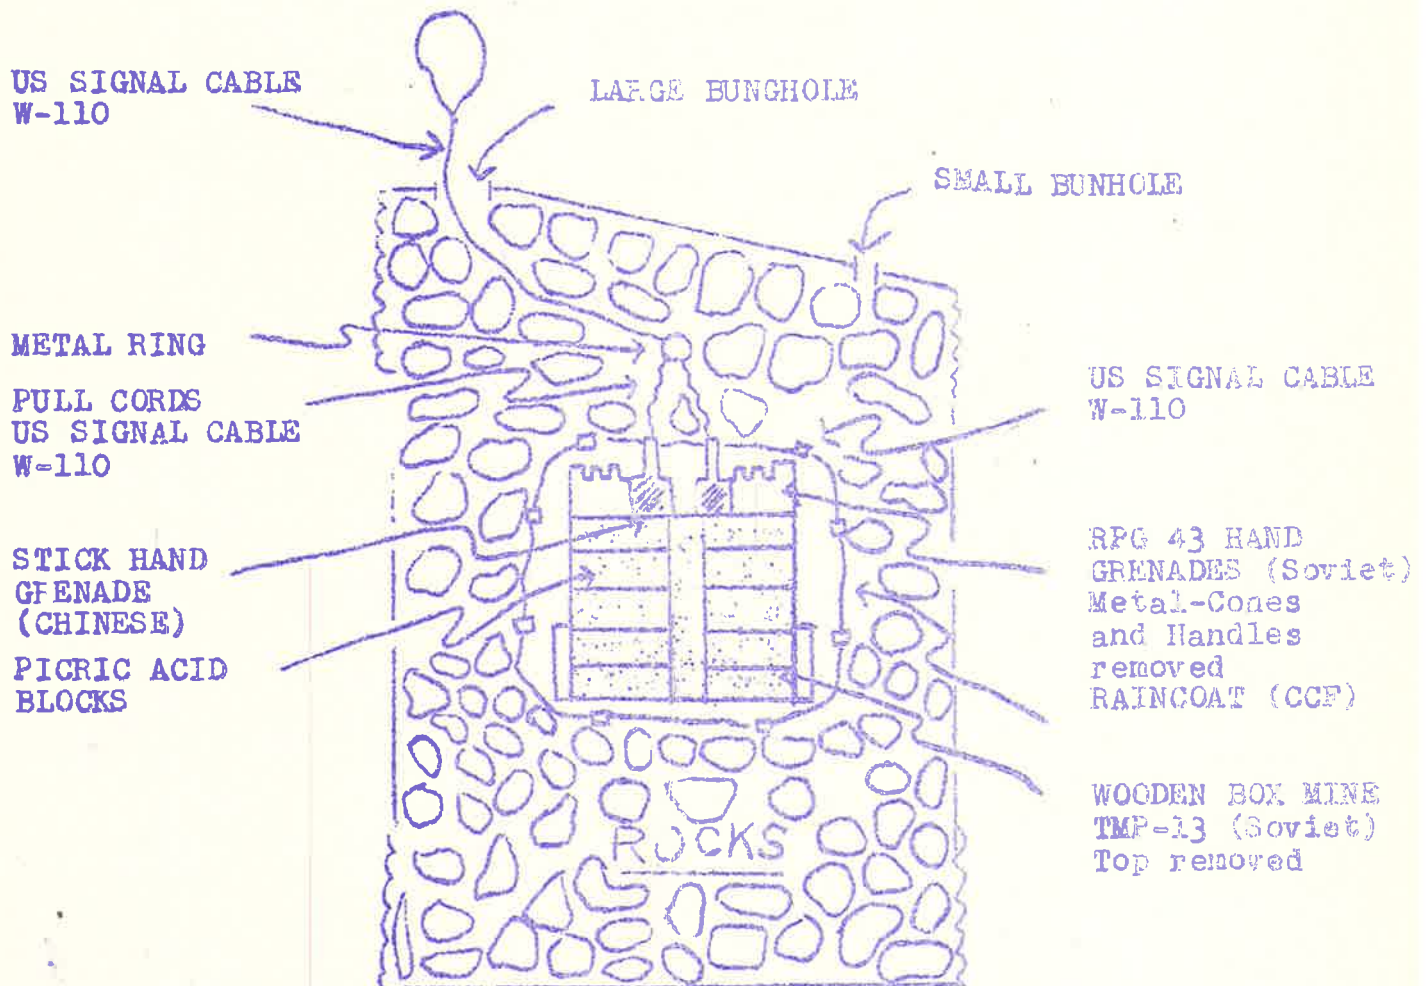 US SIGNAL CABLE
W-110
LARGE BUNGHOLE
SMALL BUNHOLE
METAL RING
PULL CORDS
US SIGNAL CABLE
W-110
STICK HAND
GRENADE
(CHINESE)
PICRIC ACID
BLOCKS
US SIGNAL CABLE
W-110
RPG 43 HAND
GRENADES (Soviet)
Metal-Cones
and Handles
removed
RAINCOAT (CCF)
WOODEN BOX MINE
TMP-13 (Soviet)
Top removed
ROCKS